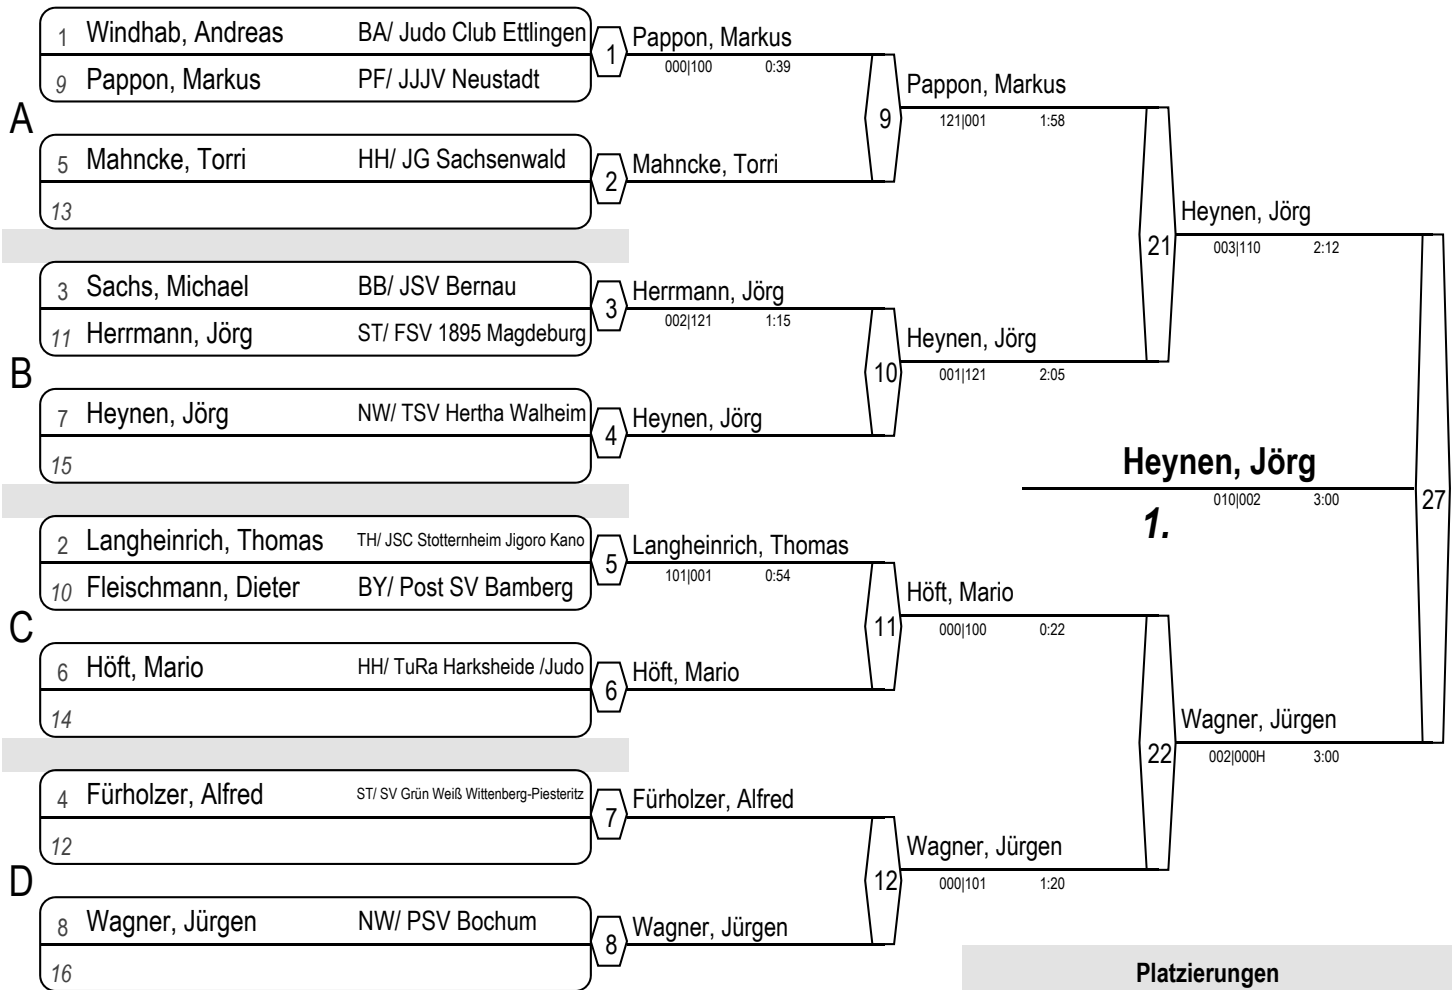 1 Windhab, Andreas BA/ Judo Club Ettlingen
9 Pappon, Markus PF/ JJJV Neustadt
A
5 Mahncke, Torri HH/ JG Sachsenwald
13
3 Sachs, Michael BB/ JSV Bernau
11 Herrmann, Jörg ST/ FSV 1895 Magdeburg
B
7 Heynen, Jörg NW/ TSV Hertha Walheim
15
2 Langheinrich, Thomas TH/ JSC Stotternheim Jigoro Kano
10 Fleischmann, Dieter BY/ Post SV Bamberg
C
6 Höft, Mario HH/ TuRa Harksheide /Judo
14
4 Fürholzer, Alfred ST/ SV Grün Weiß Wittenberg-Piesteritz
12
D
8 Wagner, Jürgen NW/ PSV Bochum
16
1 Pappon, Markus
000|100 0:39
2 Mahncke, Torri
3 Herrmann, Jörg
002|121 1:15
4 Heynen, Jörg
5 Langheinrich, Thomas
101|001 0:54
6 Höft, Mario
7 Fürholzer, Alfred
8 Wagner, Jürgen
9 Pappon, Markus
121|001 1:58
10 Heynen, Jörg
001|121 2:05
11 Höft, Mario
000|100 0:22
12 Wagner, Jürgen
000|101 1:20
21 Heynen, Jörg
003|110 2:12
22 Wagner, Jürgen
002|000H 3:00
27 Heynen, Jörg
010|002 3:00
1.
Platzierungen